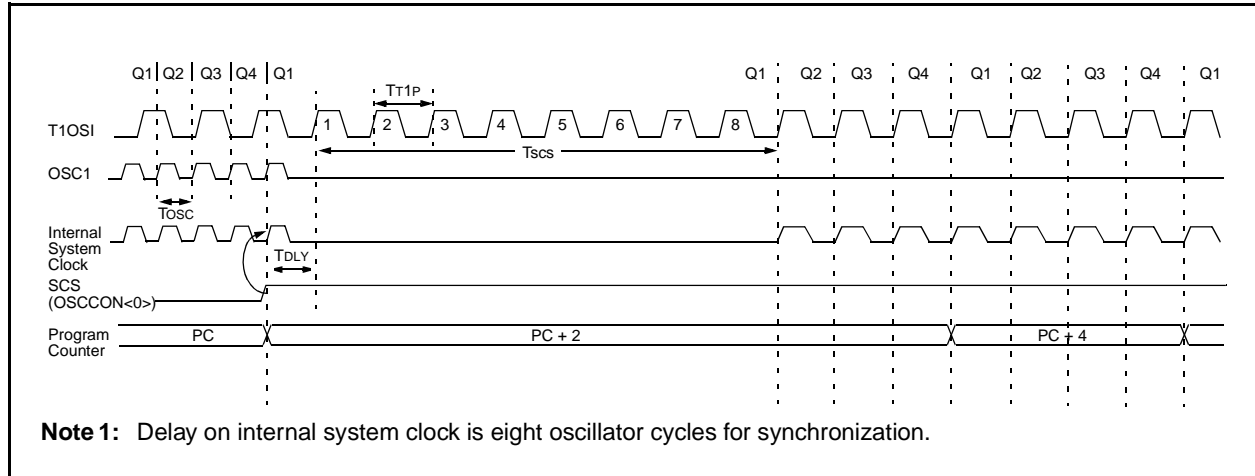 Q1 Q2 Q3 Q4 Q1 Q1 Q2 Q3 Q4 Q1 Q2 Q3 Q4 Q1
TT1P
T1OSI
1 2 3 4 5 6 7 8
TSCS
OSC1
TOSC
Internal
System
Clock
TDLY
SCS
(OSCCON<0>)
Program
Counter
PC PC + 2 PC + 4
Note 1: Delay on internal system clock is eight oscillator cycles for synchronization.